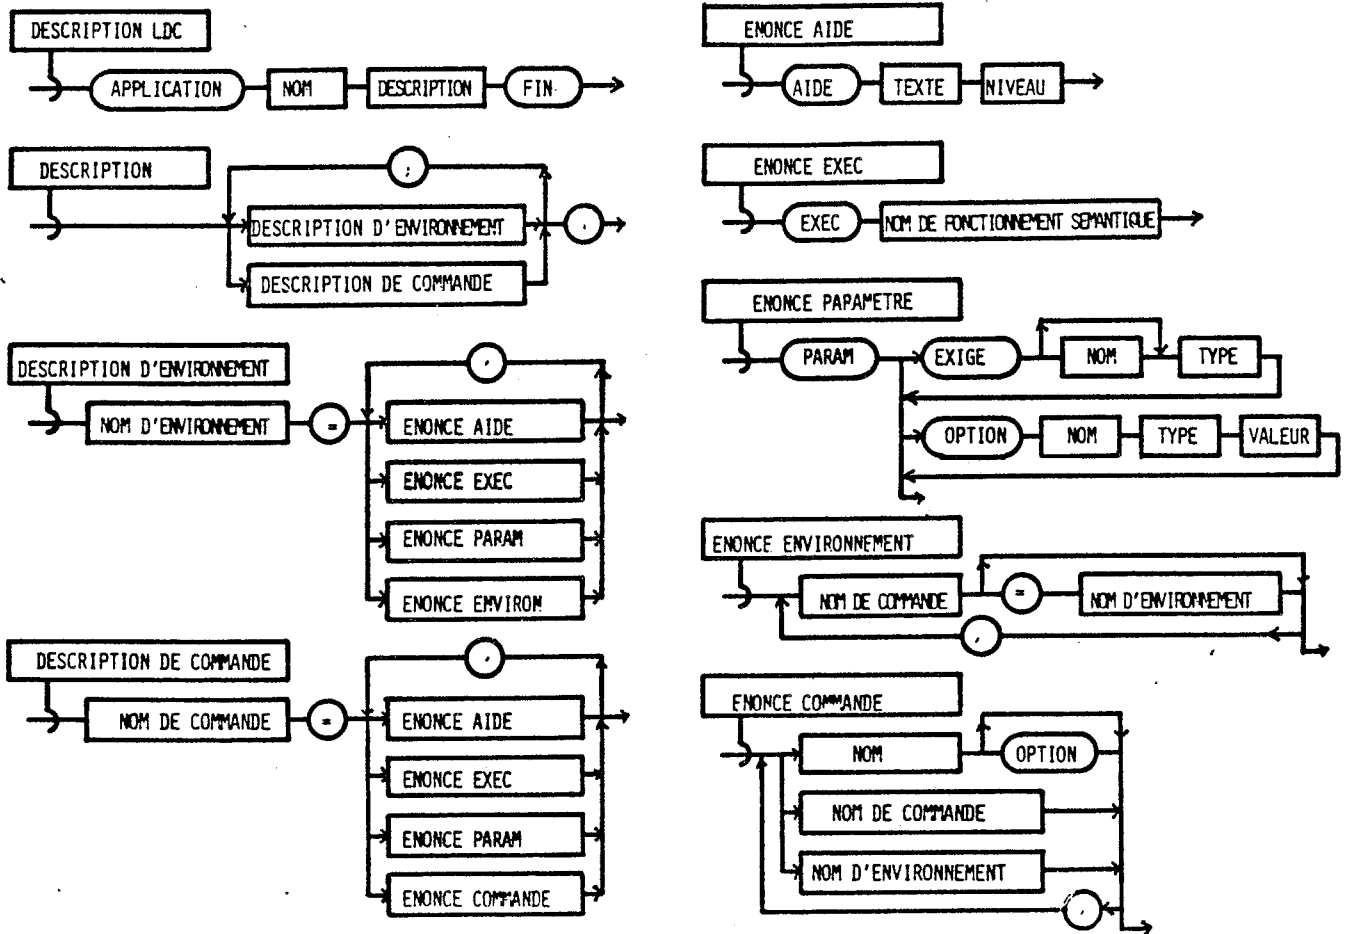 DESCRIPTION LDC
APPLICATION NOM DESCRIPTION FIN
DESCRIPTION
;
DESCRIPTION D'ENVIRONNEMENT .
DESCRIPTION DE COMMANDE
DESCRIPTION D'ENVIRONNEMENT
,
NOM D'ENVIRONNEMENT = ENONCE AIDE
ENONCE EXEC
ENONCE PARAM
ENONCE ENVIRON
DESCRIPTION DE COMMANDE
,
NOM DE COMMANDE = ENONCE AIDE
ENONCE EXEC
ENONCE PARAM
ENONCE COMMANDE
ENONCE AIDE
AIDE TEXTE NIVEAU
ENONCE EXEC
EXEC NOM DE FONCTIONNEMENT SEMANTIQUE
ENONCE PAPAMETRE
PARAM EXIGE NOM TYPE
OPTION NOM TYPE VALEUR
ENONCE ENVIRONNEMENT
NOM DE COMMANDE = NOM D'ENVIRONNEMENT
,
ENONCE COMMANDE
NOM OPTION
NOM DE COMMANDE
NOM D'ENVIRONNEMENT
,